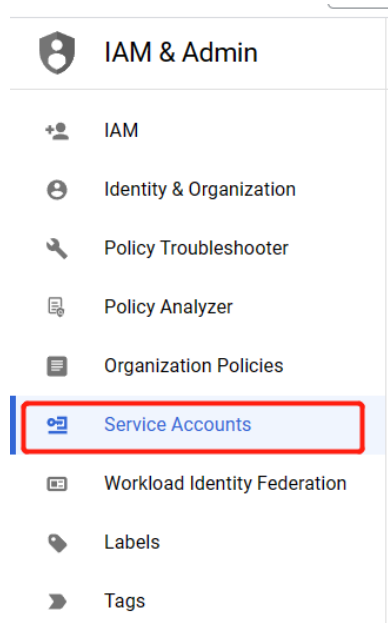 IAM & Admin
IAM
Identity & Organization
Policy Troubleshooter
Policy Analyzer
Organization Policies
Service Accounts
Workload Identity Federation
Labels
Tags